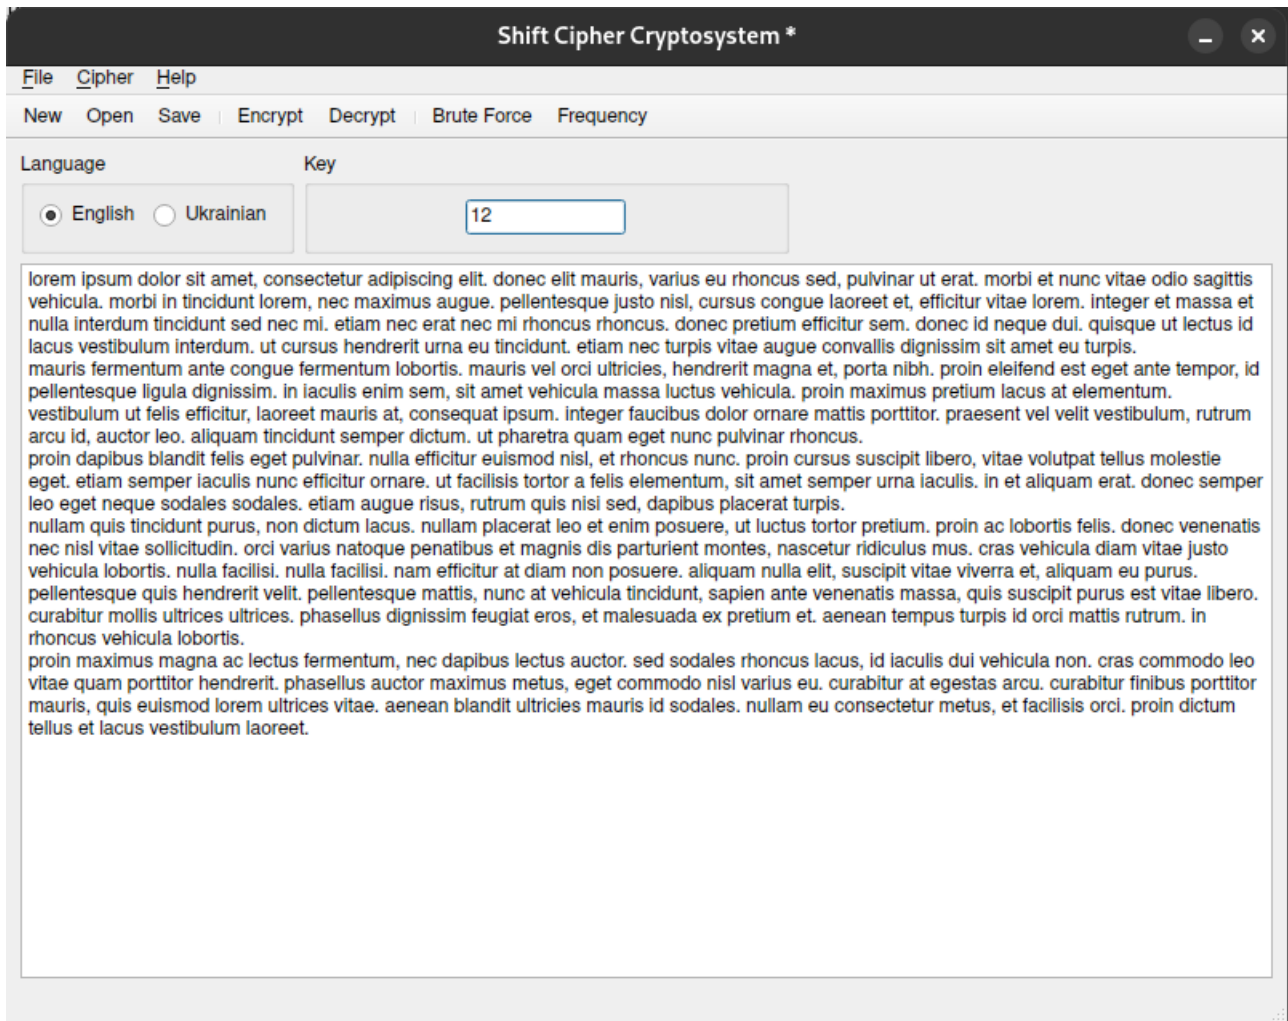 Shift Cipher Cryptosystem *
File Cipher Help
New Open Save Encrypt Decrypt Brute Force Frequency
Language Key
English Ukrainian 12
lorem ipsum dolor sit amet, consectetur adipiscing elit. donec elit mauris, varius eu rhoncus sed, pulvinar ut erat. morbi et nunc vitae odio sagittis
vehicula. morbi in tincidunt lorem, nec maximus augue. pellentesque justo nisl, cursus congue laoreet et, efficitur vitae lorem. integer et massa et
nulla interdum tincidunt sed nec mi. etiam nec erat nec mi rhoncus rhoncus. donec pretium efficitur sem. donec id neque dui. quisque ut lectus id
lacus vestibulum interdum. ut cursus hendrerit urna eu tincidunt. etiam nec turpis vitae augue convallis dignissim sit amet eu turpis.
mauris fermentum ante congue fermentum lobortis. mauris vel orci ultricies, hendrerit magna et, porta nibh. proin eleifend est eget ante tempor, id
pellentesque ligula dignissim. in iaculis enim sem, sit amet vehicula massa luctus vehicula. proin maximus pretium lacus at elementum.
vestibulum ut felis efficitur, laoreet mauris at, consequat ipsum. integer faucibus dolor ornare mattis porttitor. praesent vel velit vestibulum, rutrum
arcu id, auctor leo. aliquam tincidunt semper dictum. ut pharetra quam eget nunc pulvinar rhoncus.
proin dapibus blandit felis eget pulvinar. nulla efficitur euismod nisl, et rhoncus nunc. proin cursus suscipit libero, vitae volutpat tellus molestie
eget. etiam semper iaculis nunc efficitur ornare. ut facilisis tortor a felis elementum, sit amet semper urna iaculis. in et aliquam erat. donec semper
leo eget neque sodales sodales. etiam augue risus, rutrum quis nisi sed, dapibus placerat turpis.
nullam quis tincidunt purus, non dictum lacus. nullam placerat leo et enim posuere, ut luctus tortor pretium. proin ac lobortis felis. donec venenatis
nec nisl vitae sollicitudin. orci varius natoque penatibus et magnis dis parturient montes, nascetur ridiculus mus. cras vehicula diam vitae justo
vehicula lobortis. nulla facilisi. nulla facilisi. nam efficitur at diam non posuere. aliquam nulla elit, suscipit vitae viverra et, aliquam eu purus.
pellentesque quis hendrerit velit. pellentesque mattis, nunc at vehicula tincidunt, sapien ante venenatis massa, quis suscipit purus est vitae libero.
curabitur mollis ultrices ultrices. phasellus dignissim feugiat eros, et malesuada ex pretium et. aenean tempus turpis id orci mattis rutrum. in
rhoncus vehicula lobortis.
proin maximus magna ac lectus fermentum, nec dapibus lectus auctor. sed sodales rhoncus lacus, id iaculis dui vehicula non. cras commodo leo
vitae quam porttitor hendrerit. phasellus auctor maximus metus, eget commodo nisl varius eu. curabitur at egestas arcu. curabitur finibus porttitor
mauris, quis euismod lorem ultrices vitae. aenean blandit ultricies mauris id sodales. nullam eu consectetur metus, et facilisis orci. proin dictum
tellus et lacus vestibulum laoreet.